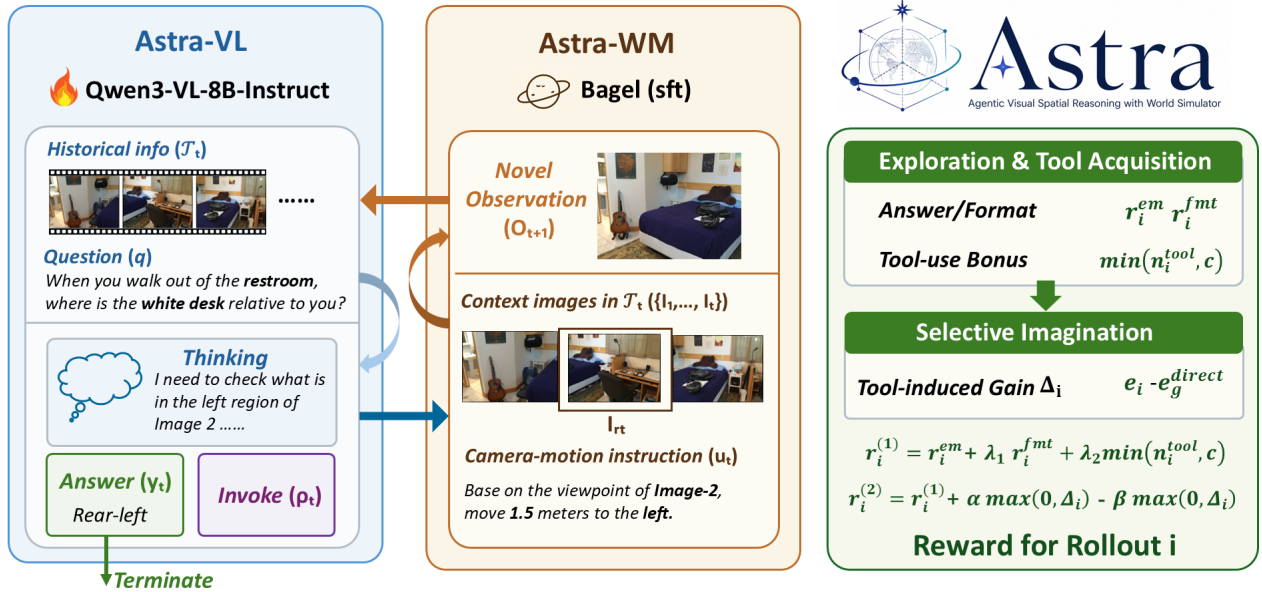 Astra-VL
Qwen3-VL-8B-Instruct
Historical info (𝒯ₜ)
......
Question (q)
When you walk out of the restroom,
where is the white desk relative to you?
Thinking
I need to check what is
in the left region of
Image 2 ......
Answer (yₜ)
Rear-left
Invoke (ρₜ)
Terminate
Astra-WM
Bagel (sft)
Novel
Observation
(Oₜ₊₁)
Context images in 𝒯ₜ ({I₁,..., Iₜ})
I_rt
Camera-motion instruction (uₜ)
Base on the viewpoint of Image-2,
move 1.5 meters to the left.
Astra
Agentic Visual Spatial Reasoning with World Simulator
Exploration & Tool Acquisition
Answer/Format r_i^{em} r_i^{fmt}
Tool-use Bonus min(n_i^{tool}, c)
Selective Imagination
Tool-induced Gain Δ_i e_i -e_g^{direct}
r_i^{(1)} = r_i^{em} + λ₁ r_i^{fmt} + λ₂min(n_i^{tool}, c)
r_i^{(2)} = r_i^{(1)} + α max(0, Δ_i) - β max(0, Δ_i)
Reward for Rollout i